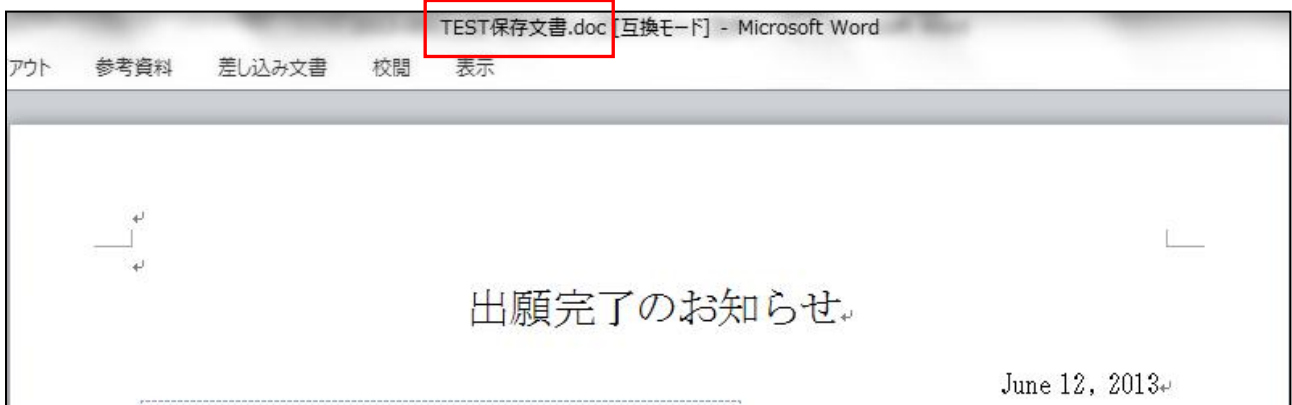 TEST保存文書.doc [互換モード] - Microsoft Word
アウト 参考資料 差し込み文書 校閲 表示
出願完了のお知らせ
June 12, 2013